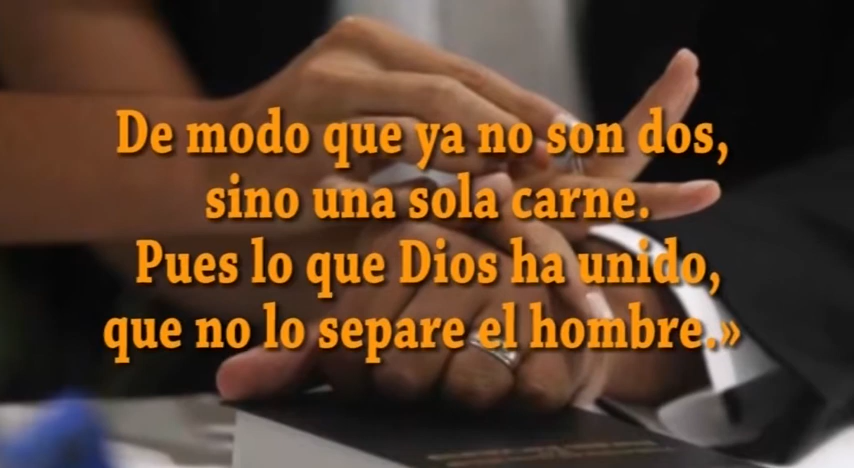 De modo que ya no son dos,
sino una sola carne.
Pues lo que Dios ha unido,
que no lo separe el hombre.»